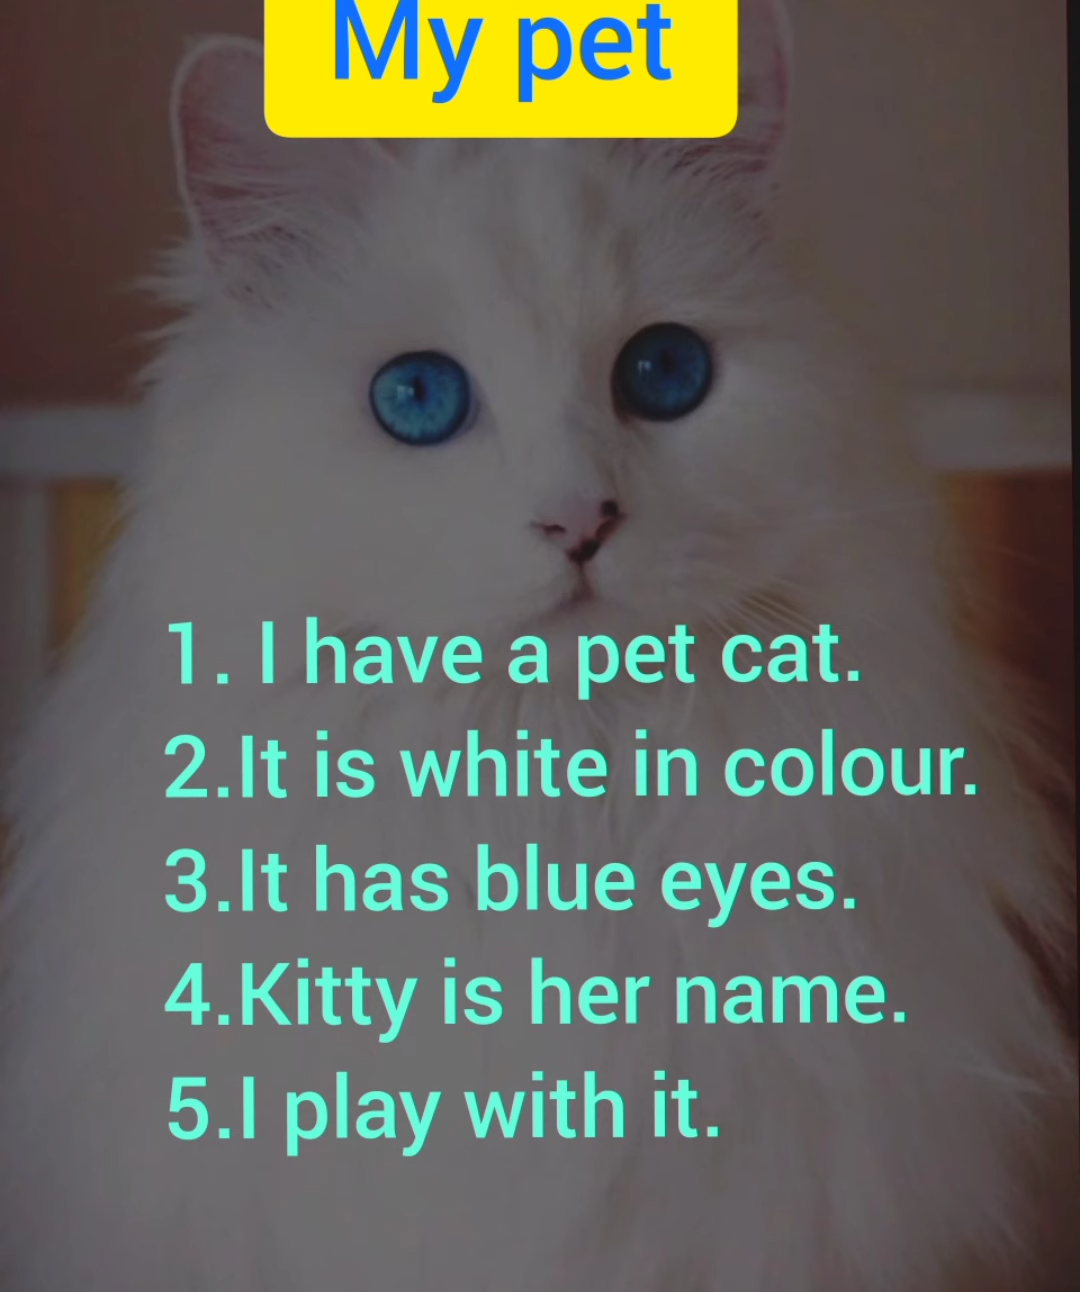 My pet
1. I have a pet cat.
2.It is white in colour.
3.It has blue eyes.
4.Kitty is her name.
5.I play with it.